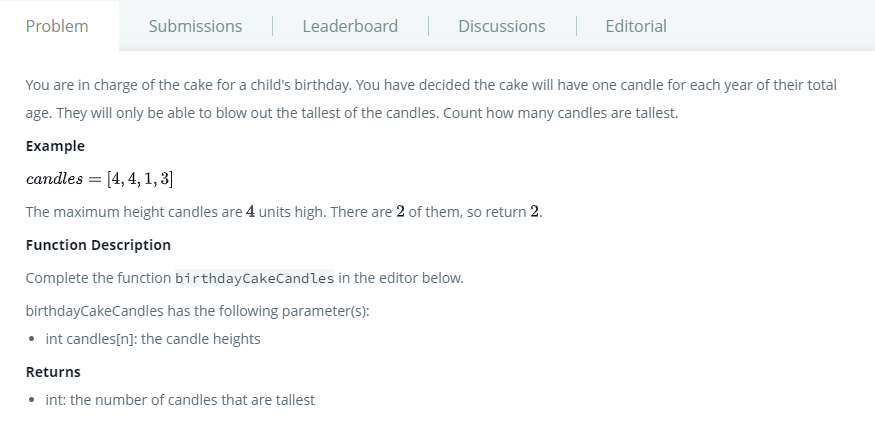 Problem Submissions Leaderboard Discussions Editorial
You are in charge of the cake for a child's birthday. You have decided the cake will have one candle for each year of their total
age. They will only be able to blow out the tallest of the candles. Count how many candles are tallest.
Example
candles = [4, 4, 1, 3]
The maximum height candles are 4 units high. There are 2 of them, so return 2.
Function Description
Complete the function birthdayCakeCandles in the editor below.
birthdayCakeCandles has the following parameter(s):
• int candles[n]: the candle heights
Returns
• int: the number of candles that are tallest